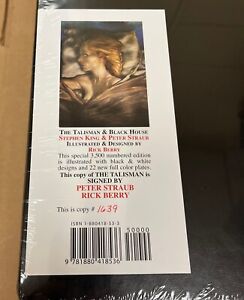 THE TALISMAN & BLACK HOUSE
STEPHEN KING & PETER STRAUB
ILLUSTRATED & DESIGNED BY
RICK BERRY
This special 3,500 numbered edition
is illustrated with black & white
designs and 22 new full color plates.
This copy of THE TALISMAN is
SIGNED BY
PETER STRAUB
RICK BERRY
This is copy # 1639
ISBN 1-880418-53-3
50000
9 781880 418536